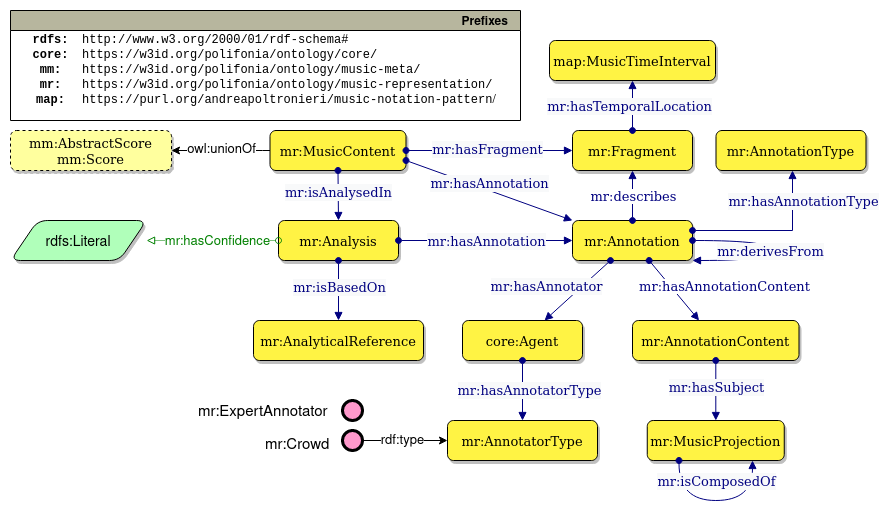 Prefixes
rdfs: http://www.w3.org/2000/01/rdf-schema#
core: https://w3id.org/polifonia/ontology/core/
mm: https://w3id.org/polifonia/ontology/music-meta/
mr: https://w3id.org/polifonia/ontology/music-representation/
map: https://purl.org/andreapoltronieri/music-notation-pattern/
map:MusicTimeInterval
mr:hasTemporalLocation
mm:AbstractScore
mm:Score
owl:unionOf
mr:MusicContent
mr:hasFragment
mr:Fragment
mr:AnnotationType
mr:isAnalysedIn
mr:hasAnnotation
mr:describes
mr:hasAnnotationType
rdfs:Literal
mr:hasConfidence
mr:Analysis
mr:hasAnnotation
mr:Annotation
mr:derivesFrom
mr:isBasedOn
mr:hasAnnotator
mr:hasAnnotationContent
mr:AnalyticalReference
core:Agent
mr:AnnotationContent
mr:hasAnnotatorType
mr:hasSubject
mr:ExpertAnnotator
mr:Crowd
rdf:type
mr:AnnotatorType
mr:MusicProjection
mr:isComposedOf